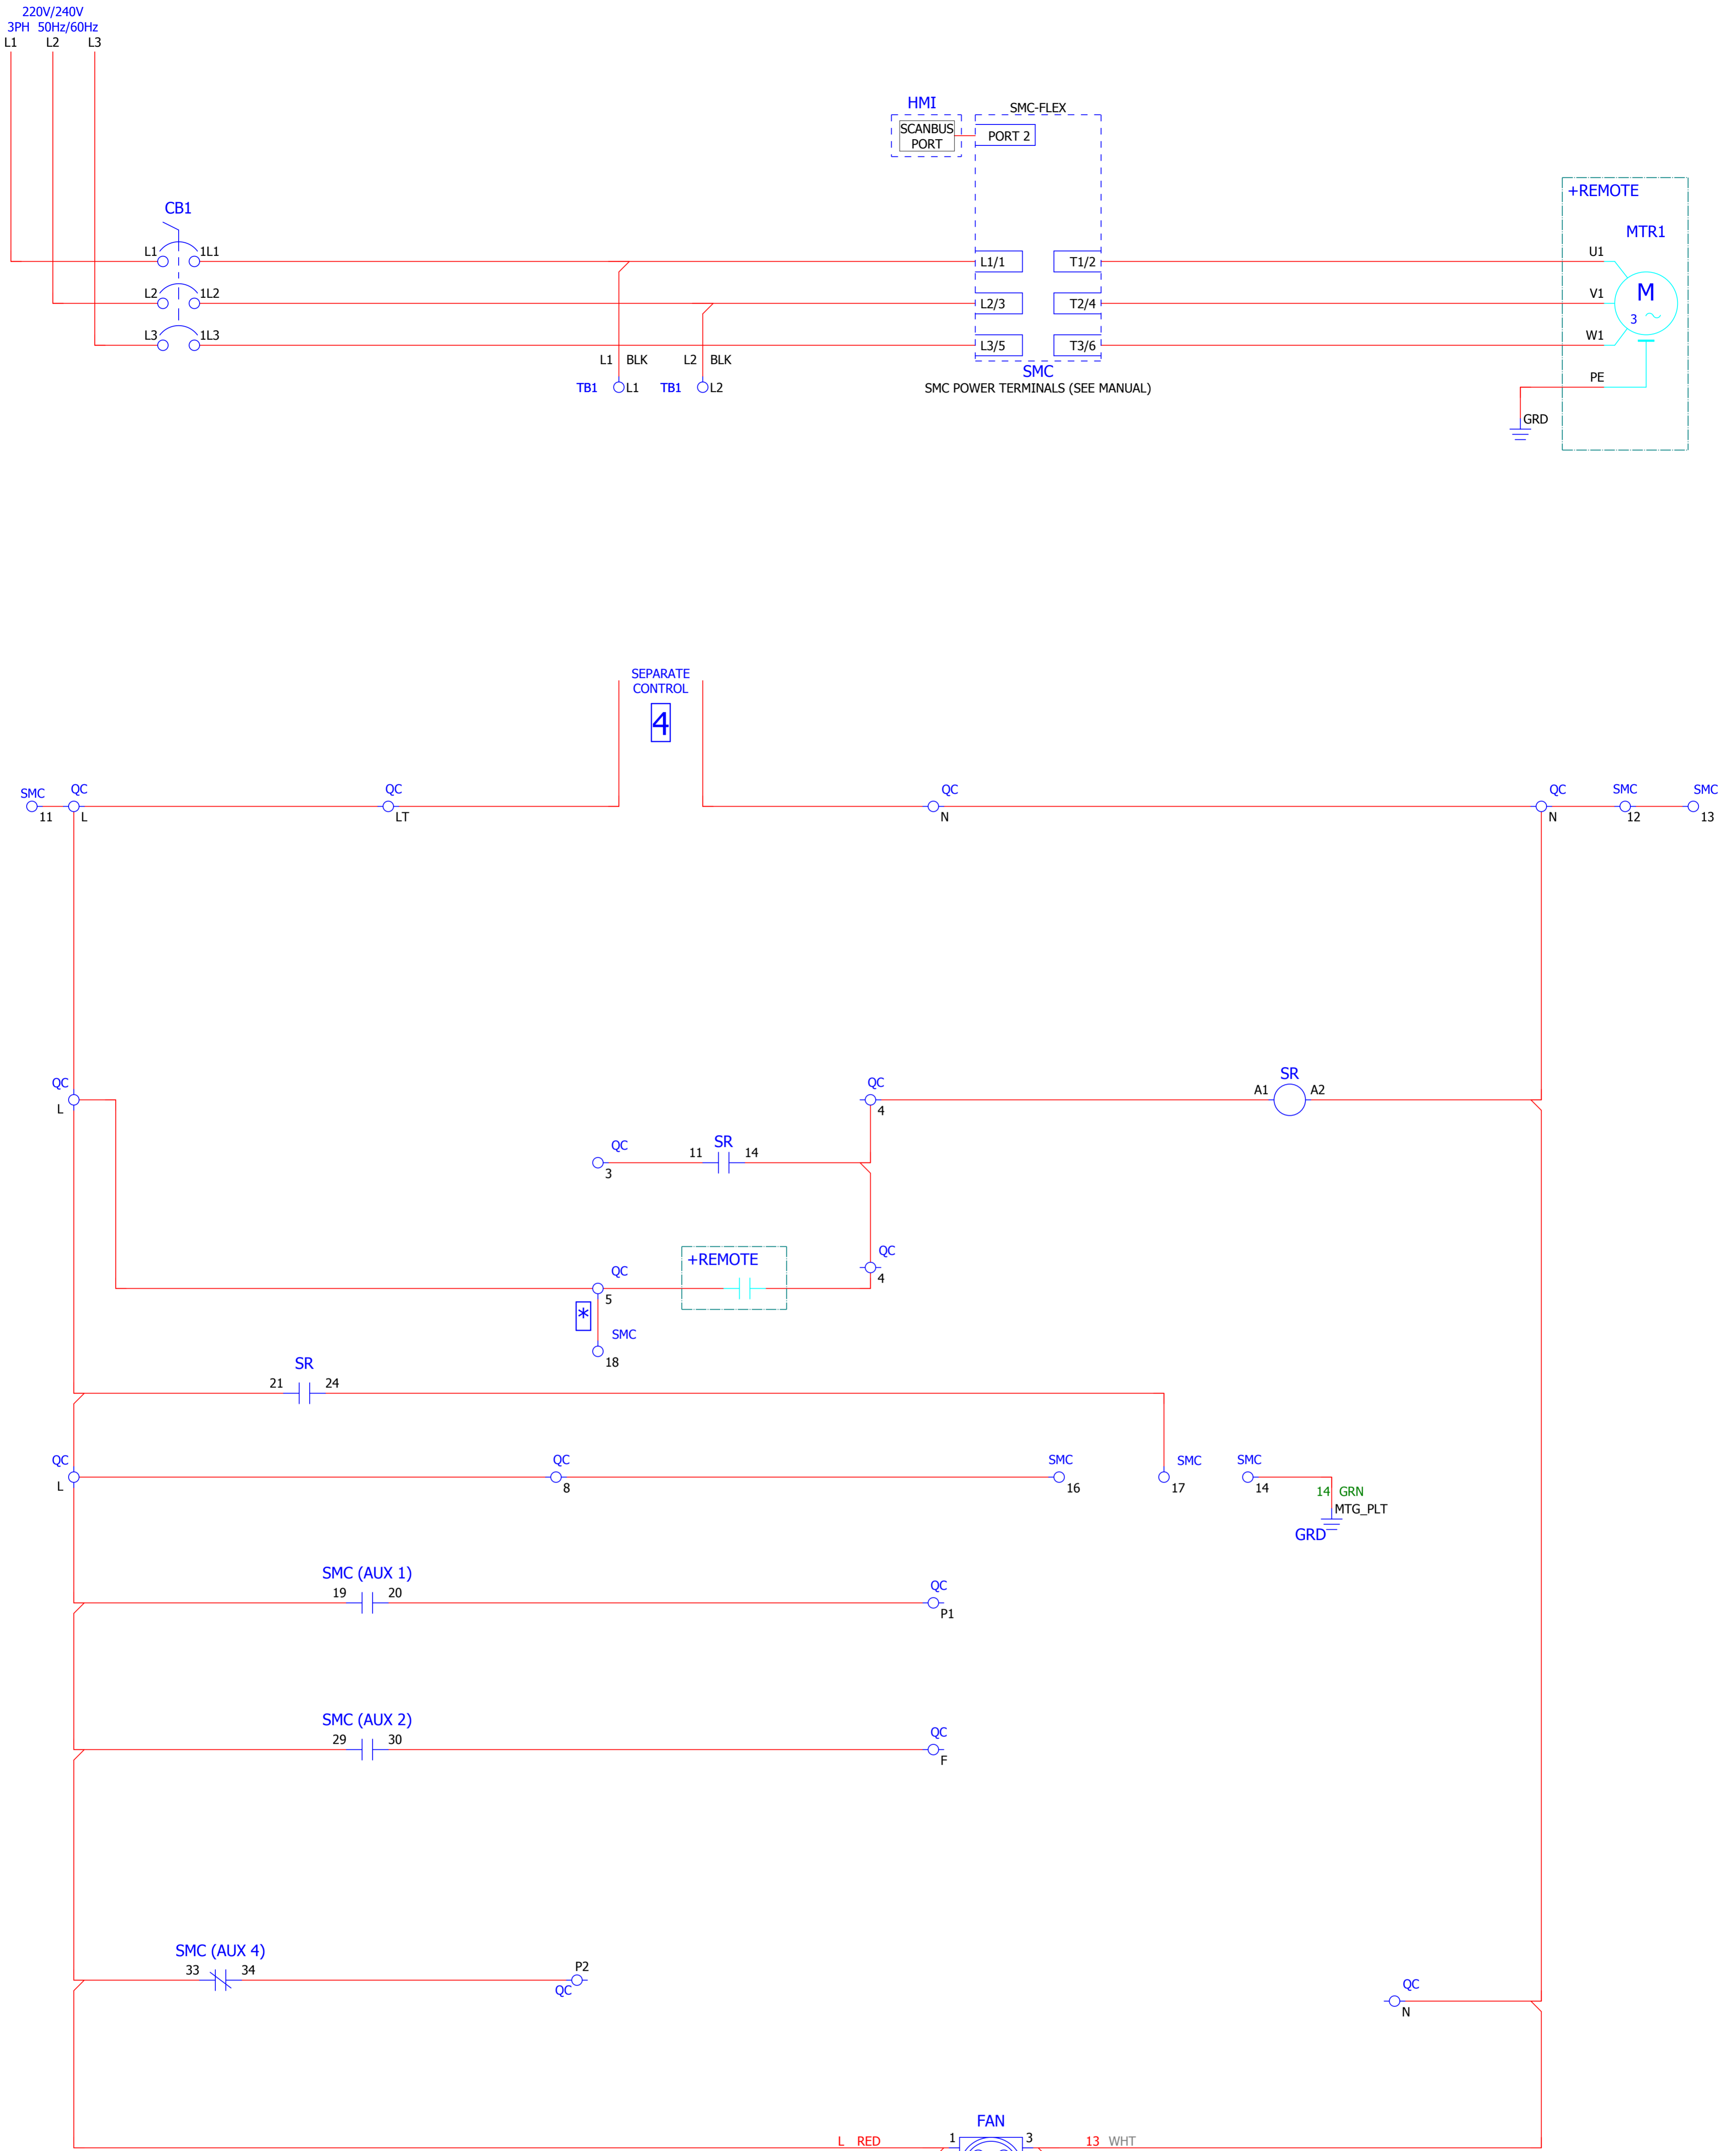 220V/240V
3PH 50Hz/60Hz
L1 L2 L3
HMI
SMC-FLEX
SCANBUS
PORT
PORT 2
+REMOTE
CB1
MTR1
L1 1L1
L1/1 T1/2
U1
L2 1L2
L2/3 T2/4
V1
M
3
L3 1L3
L3/5 T3/6
W1
L1 BLK L2 BLK
SMC
PE
TB1 L1 TB1 L2
SMC POWER TERMINALS (SEE MANUAL)
GRD
SEPARATE
CONTROL
4
SMC QC QC QC QC SMC SMC
11 L LT N N 12 13
SR
QC QC
A1 A2
L 4
SR
QC 11 14
3
QC
+REMOTE
4
QC
5
*
SMC
18
SR
21 24
QC QC SMC SMC SMC
L 8 16 17 14
14 GRN
MTG_PLT
GRD
SMC (AUX 1)
19 20
QC
P1
SMC (AUX 2)
29 30
QC
F
SMC (AUX 4)
33 34
P2
QC
QC
N
FAN
L RED 1 3 13 WHT